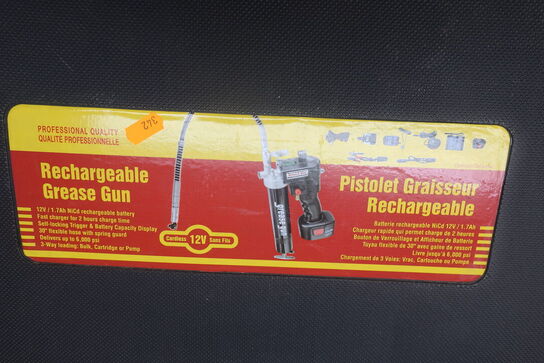 PROFESSIONAL QUALITY
QUALITÉ PROFESSIONNELLE
342
Rechargeable
Grease Gun
12V / 1.7Ah NiCd rechargeable battery
Fast charger for 2 hours charge time
Self-locking Trigger & Battery Capacity Display
30" flexible hose with spring guard
Delivers up to 6,000 psi
3-Way loading: Bulk, Cartridge or Pump
Cordless 12V Sans Fils
Pistolet Graisseur
Rechargeable
Batterie rechargeable NiCd 12V / 1.7Ah
Chargeur rapide qui permet charge de 2 heures
Bouton de Verrouillage et Afficheur de Batterie
Tuyau flexible de 30" avec gaine de ressort
Livre jusqu'à 6,000 psi
Chargement de 3 Voies: Vrac, Cartouche ou Pompe